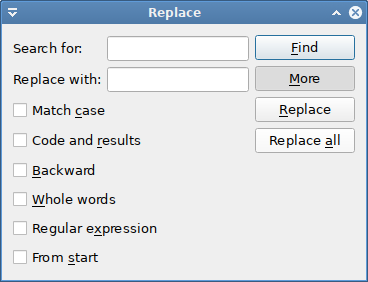 Replace
Search for:
Find
Replace with:
More
Match case
Replace
Code and results
Replace all
Backward
Whole words
Regular expression
From start